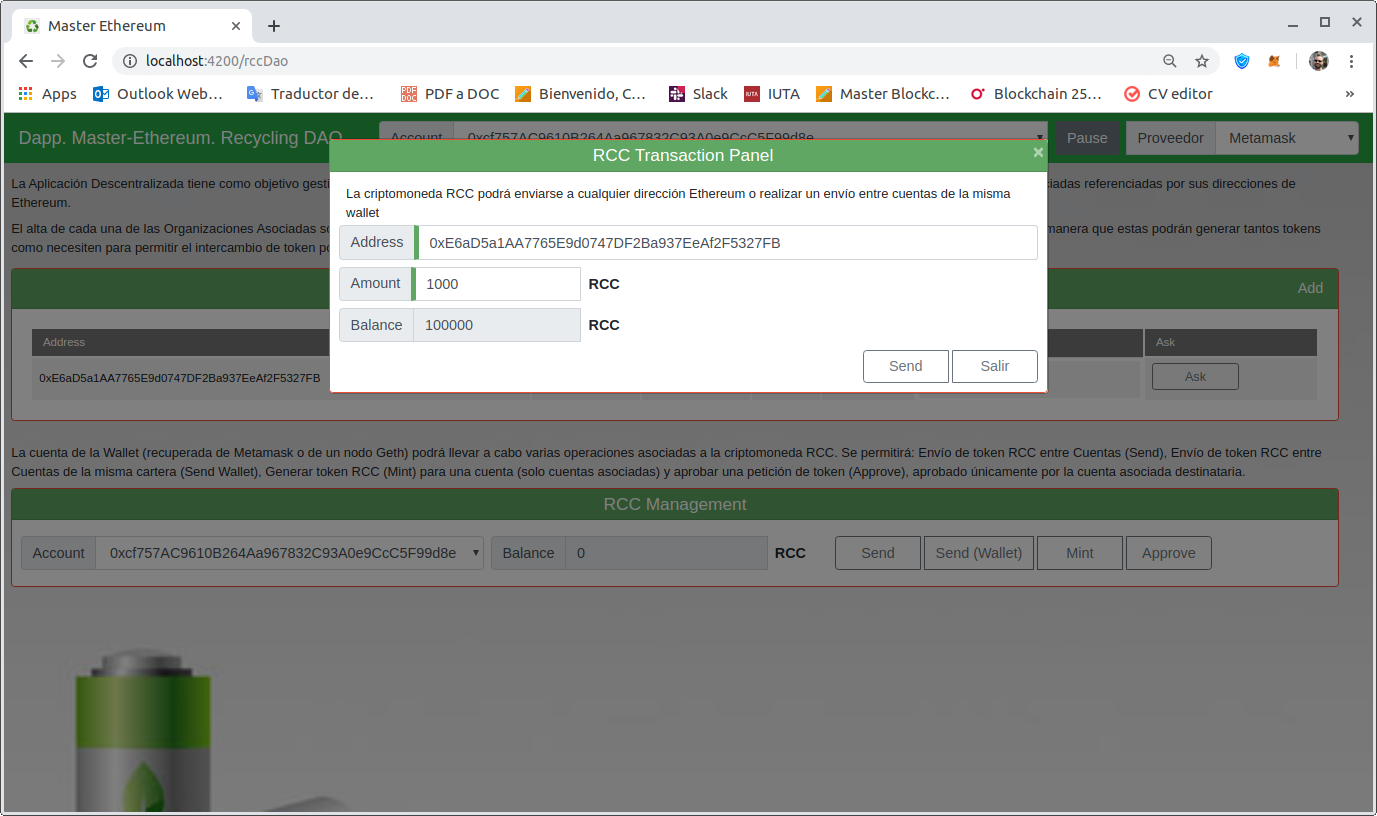 Master Ethereum
localhost:4200/rccDao
Apps Outlook Web... Traductor de... PDF a DOC Bienvenido, C... Slack IUTA Master Blockc... Blockchain 25... CV editor »
Dapp. Master-Ethereum. Recycling DAO Account 0xcf757AC9610B264Aa967832C93A0e9CcC5F99d8e Pause Proveedor Metamask
RCC Transaction Panel ×
La criptomoneda RCC podrá enviarse a cualquier dirección Ethereum o realizar un envío entre cuentas de la misma
wallet
Address 0xE6aD5a1AA7765E9d0747DF2Ba937EeAf2F5327FB
Amount 1000 RCC
Balance 100000 RCC
Send Salir
La Aplicación Descentralizada tiene como objetivo gesti
ciadas referenciadas por sus direcciones de
Ethereum.
El alta de cada una de las Organizaciones Asociadas s
manera que estas podrán generar tantos tokens
como necesiten para permitir el intercambio de token p
Add
Address Ask
0xE6aD5a1AA7765E9d0747DF2Ba937EeAf2F5327FB Ask
La cuenta de la Wallet (recuperada de Metamask o de un nodo Geth) podrá llevar a cabo varias operaciones asociadas a la criptomoneda RCC. Se permitirá: Envío de token RCC entre Cuentas (Send), Envío de token RCC entre
Cuentas de la misma cartera (Send Wallet), Generar token RCC (Mint) para una cuenta (solo cuentas asociadas) y aprobar una petición de token (Approve), aprobado únicamente por la cuenta asociada destinataria.
RCC Management
Account 0xcf757AC9610B264Aa967832C93A0e9CcC5F99d8e Balance 0 RCC Send Send (Wallet) Mint Approve